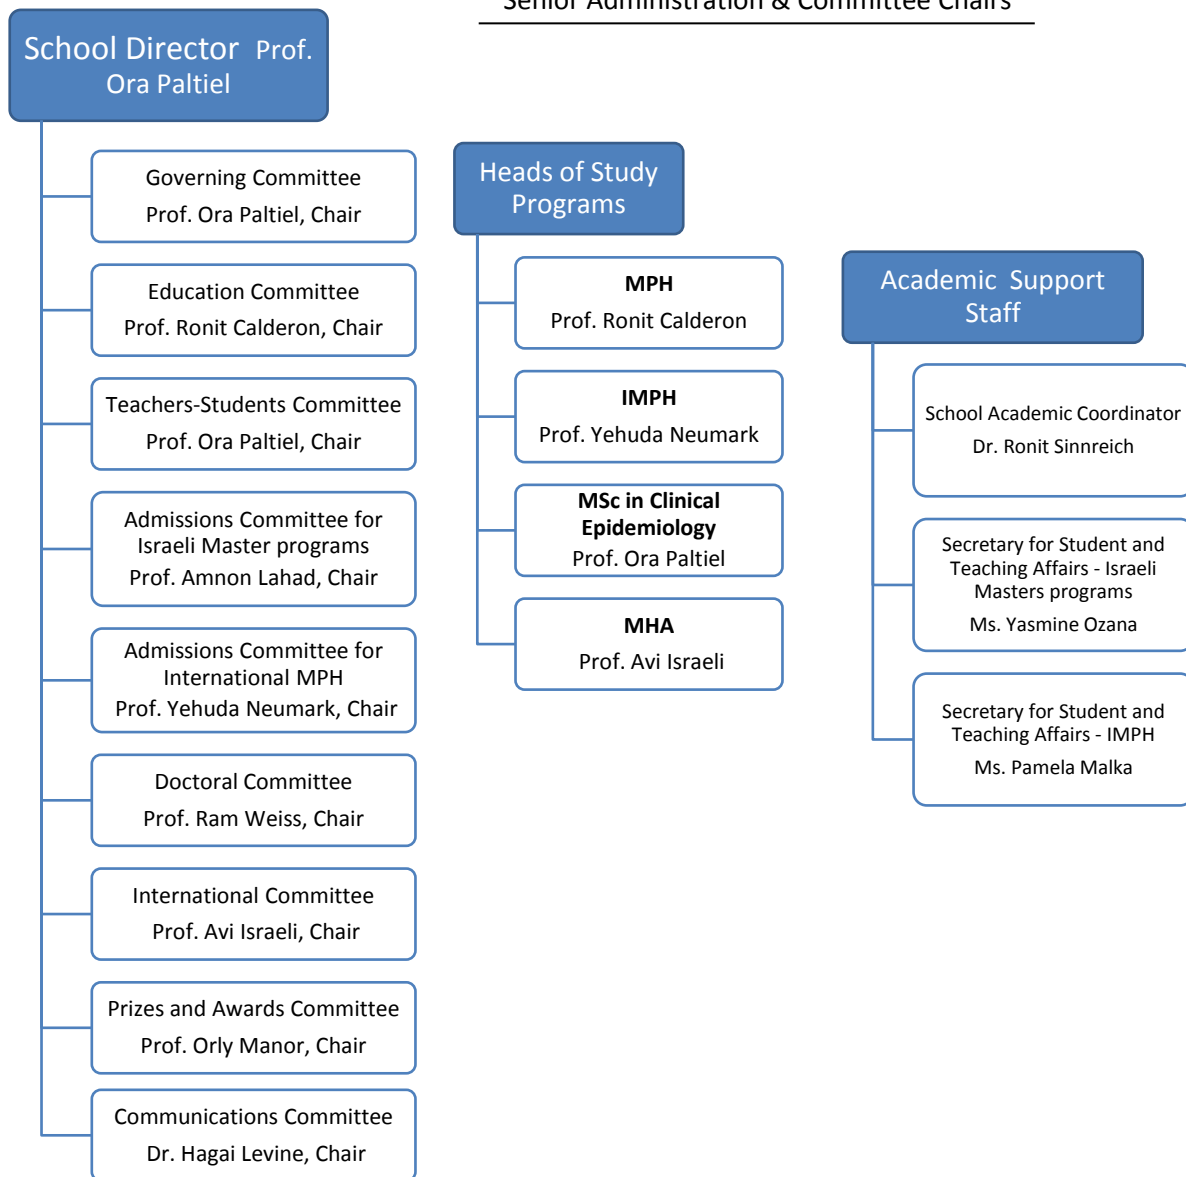 Senior Administration & Committee Chairs
School Director Prof.
Ora Paltiel
Governing Committee
Prof. Ora Paltiel, Chair
Education Committee
Prof. Ronit Calderon, Chair
Teachers-Students Committee
Prof. Ora Paltiel, Chair
Admissions Committee for
Israeli Master programs
Prof. Amnon Lahad, Chair
Admissions Committee for
International MPH
Prof. Yehuda Neumark, Chair
Doctoral Committee
Prof. Ram Weiss, Chair
International Committee
Prof. Avi Israeli, Chair
Prizes and Awards Committee
Prof. Orly Manor, Chair
Communications Committee
Dr. Hagai Levine, Chair
Heads of Study
Programs
MPH
Prof. Ronit Calderon
IMPH
Prof. Yehuda Neumark
MSc in Clinical
Epidemiology
Prof. Ora Paltiel
MHA
Prof. Avi Israeli
Academic Support
Staff
School Academic Coordinator
Dr. Ronit Sinnreich
Secretary for Student and
Teaching Affairs - Israeli
Masters programs
Ms. Yasmine Ozana
Secretary for Student and
Teaching Affairs - IMPH
Ms. Pamela Malka